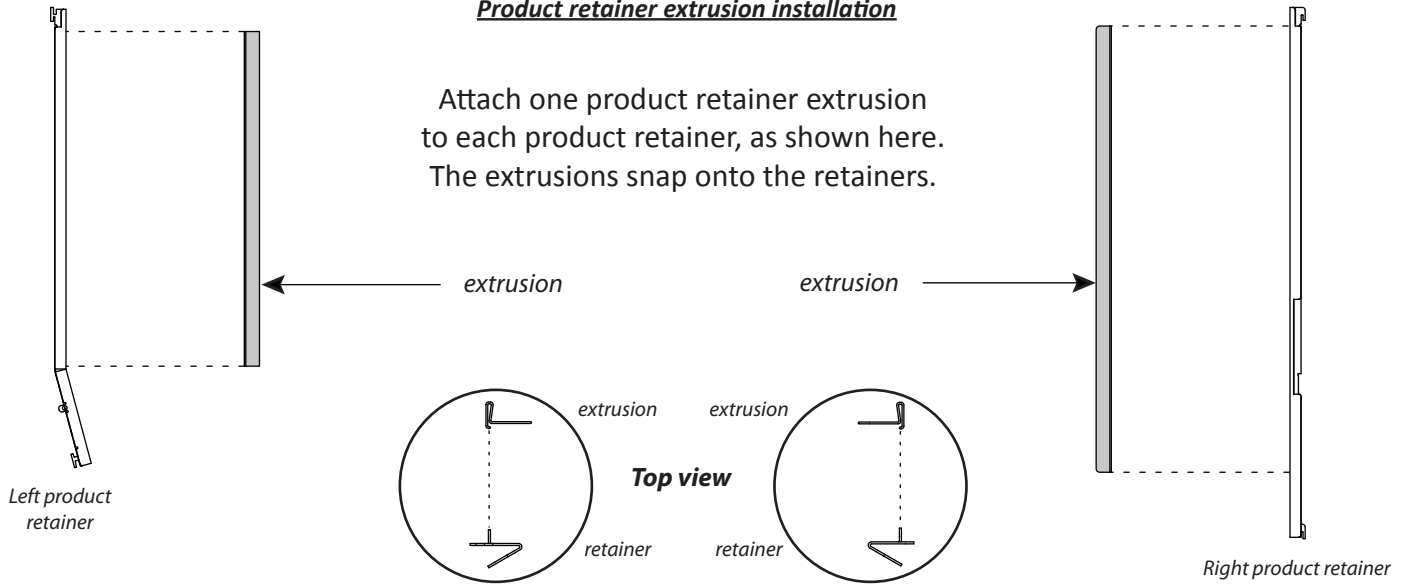 Product retainer extrusion installation
Attach one product retainer extrusion
to each product retainer, as shown here.
The extrusions snap onto the retainers.
extrusion
extrusion
extrusion
extrusion
Top view
Left product
retainer
retainer
retainer
Right product retainer